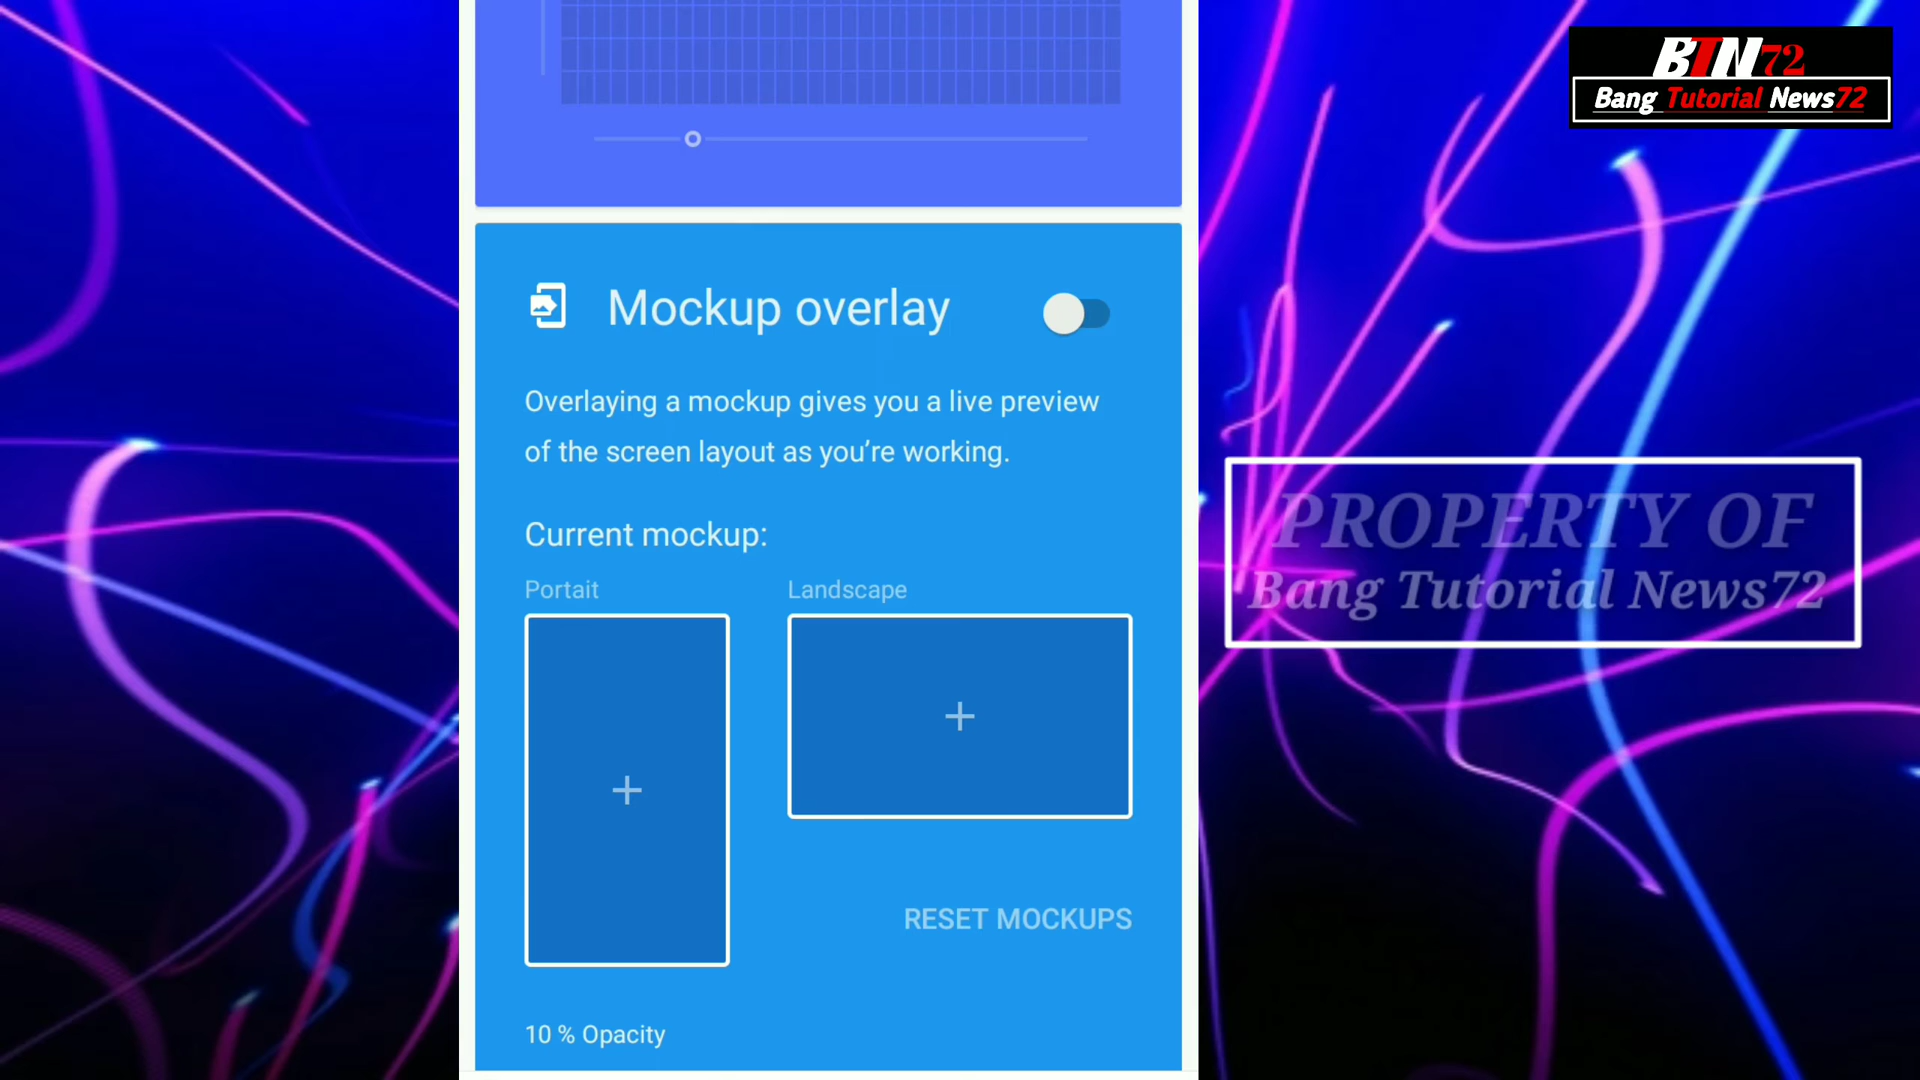 BTN72
Bang Tutorial News72
Mockup overlay
Overlaying a mockup gives you a live preview
of the screen layout as you're working.
Current mockup:
Portait
Landscape
RESET MOCKUPS
10 % Opacity
PROPERTY OF
Bang Tutorial News72